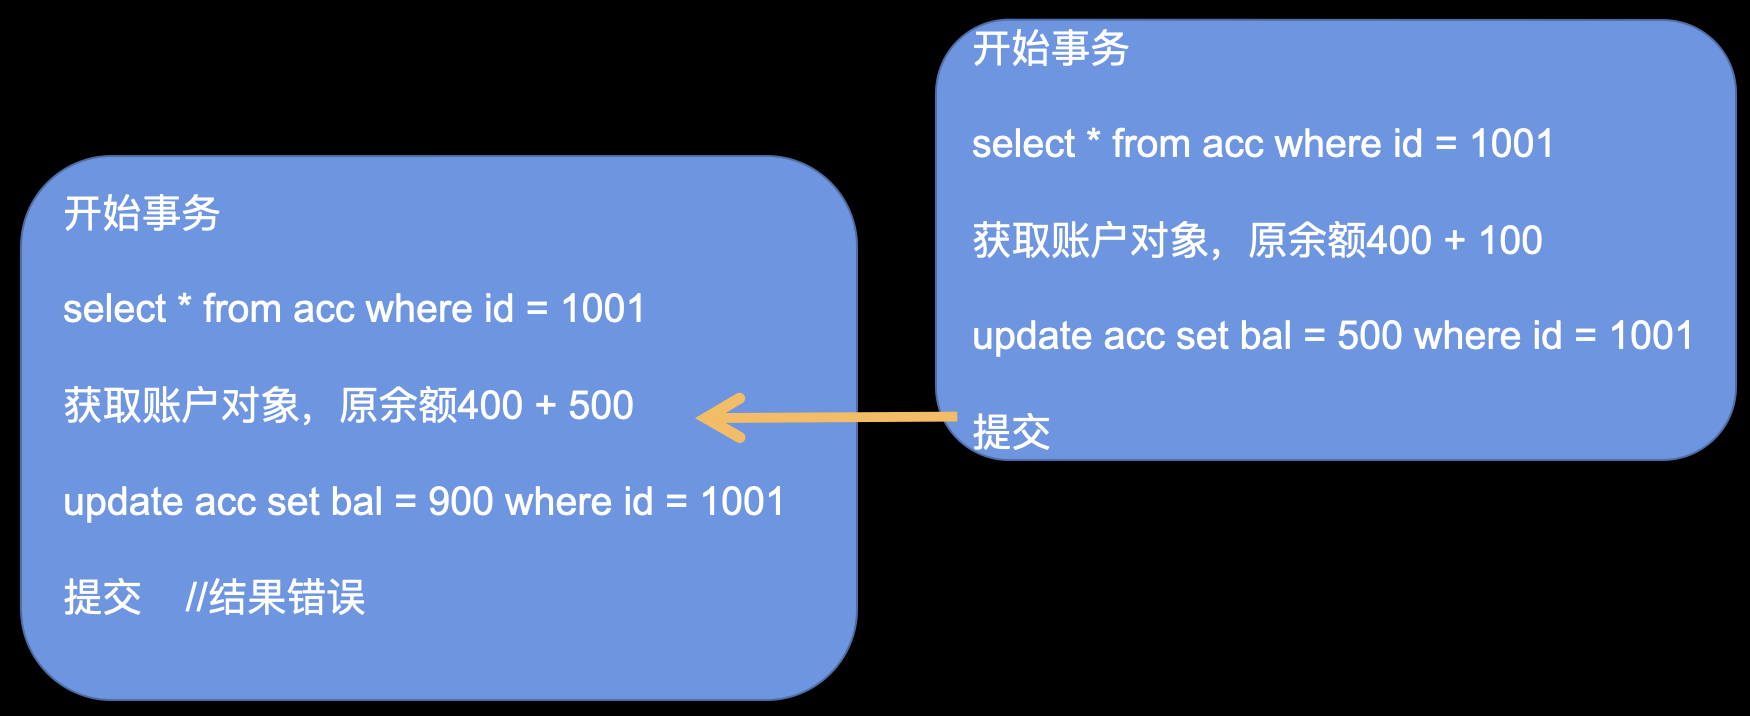 开始事务
select * from acc where id = 1001
获取账户对象，原余额400 + 500
update acc set bal = 900 where id = 1001
提交    //结果错误
开始事务
select * from acc where id = 1001
获取账户对象，原余额400 + 100
update acc set bal = 500 where id = 1001
提交